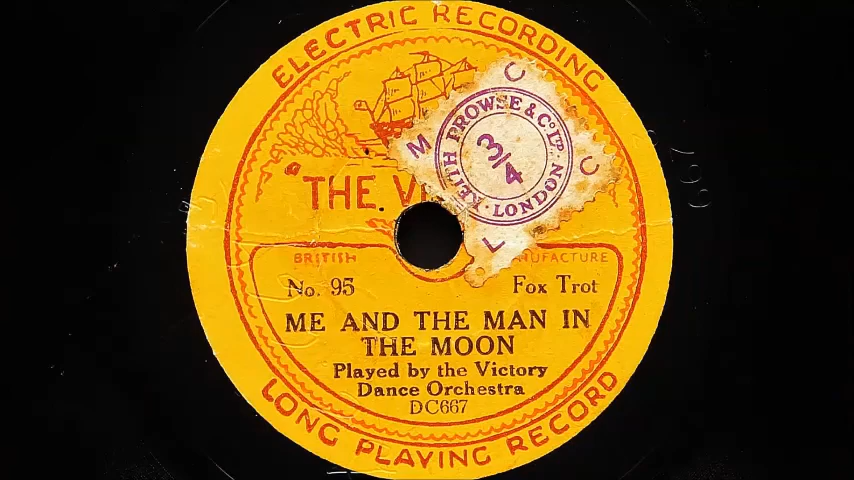 ELECTRIC RECORDING
M C C L
KEITH PROWSE & CO LTD
3/4
LONDON
"THE
BRITISH
No. 95 Fox Trot
ME AND THE MAN IN
THE MOON
Played by the Victory
Dance Orchestra
DC667
LONG PLAYING RECORD